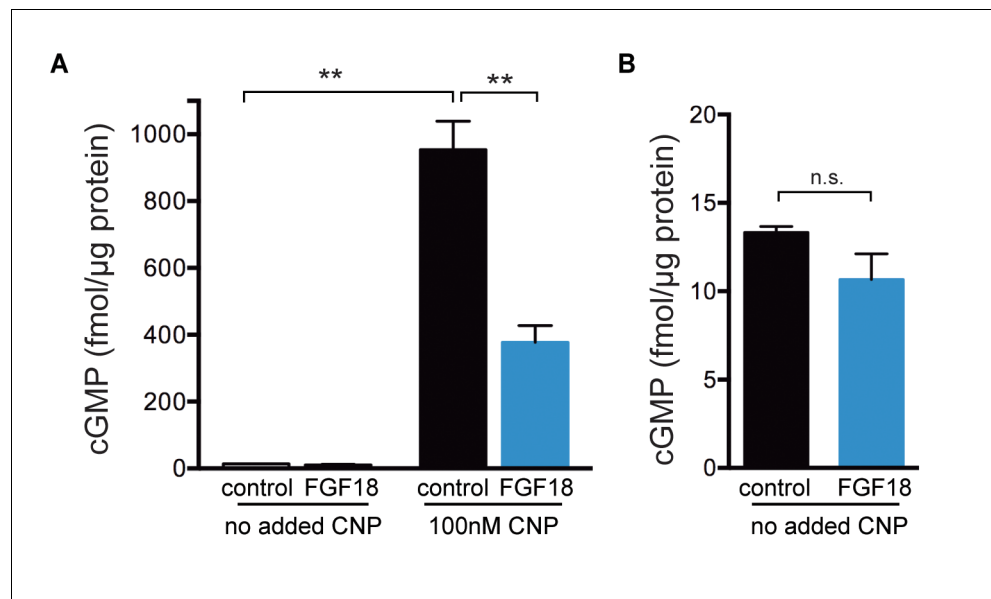 A
**
**
cGMP (fmol/µg protein)
1000
800
600
400
200
0
control FGF18 control FGF18
no added CNP 100nM CNP
B
n.s.
cGMP (fmol/µg protein)
20
15
10
5
0
control FGF18
no added CNP